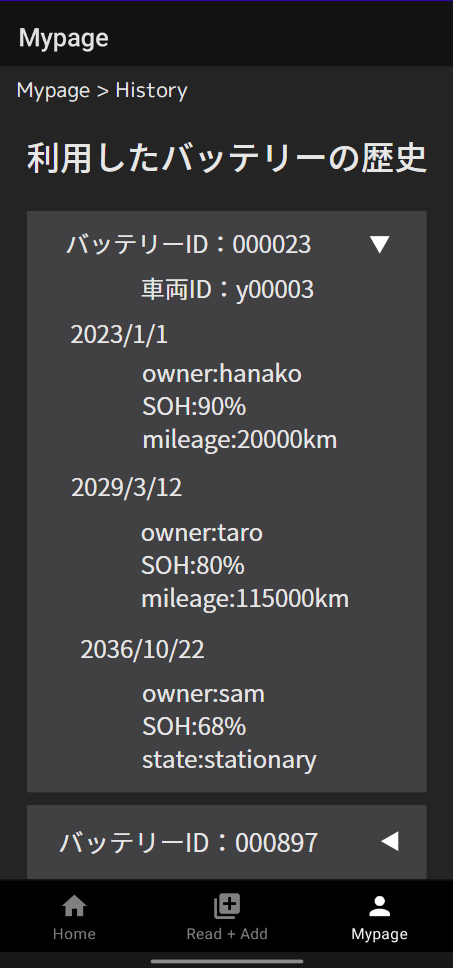 Mypage
Mypage > History
利用したバッテリーの歴史
バッテリーID：000023
車両ID：y00003
2023/1/1
owner:hanako
SOH:90%
mileage:20000km
2029/3/12
owner:taro
SOH:80%
mileage:115000km
2036/10/22
owner:sam
SOH:68%
state:stationary
バッテリーID：000897
Home
Read + Add
Mypage